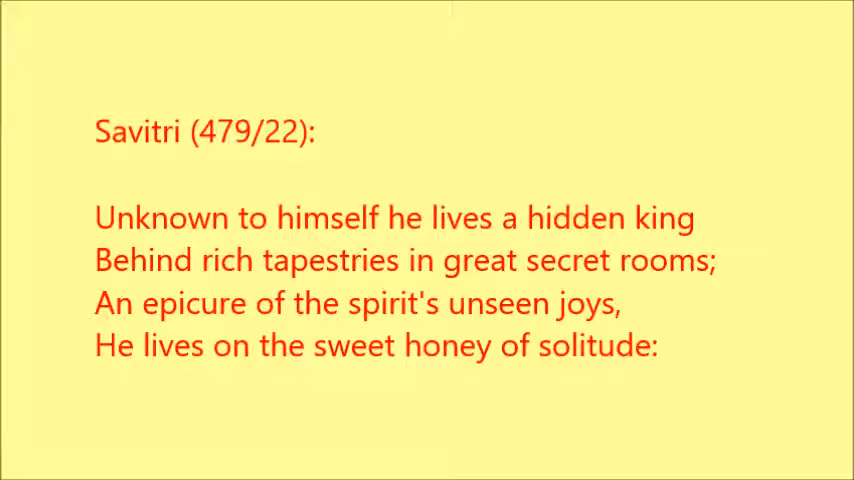 Savitri (479/22):
Unknown to himself he lives a hidden king
Behind rich tapestries in great secret rooms;
An epicure of the spirit's unseen joys,
He lives on the sweet honey of solitude: